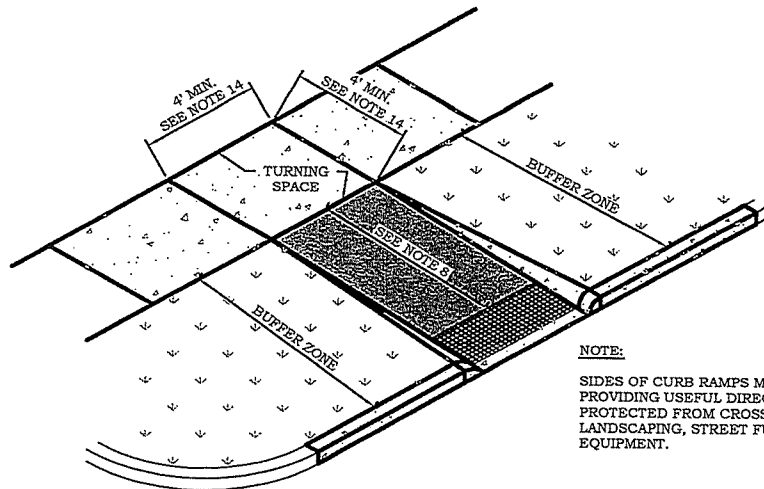 4' MIN.
SEE NOTE 14
4' MIN.
SEE NOTE 14
TURNING
SPACE
BUFFER ZONE
SEE NOTE 8
BUFFER ZONE
NOTE:
SIDES OF CURB RAMPS M
PROVIDING USEFUL DIREC
PROTECTED FROM CROSS
LANDSCAPING, STREET FU
EQUIPMENT.